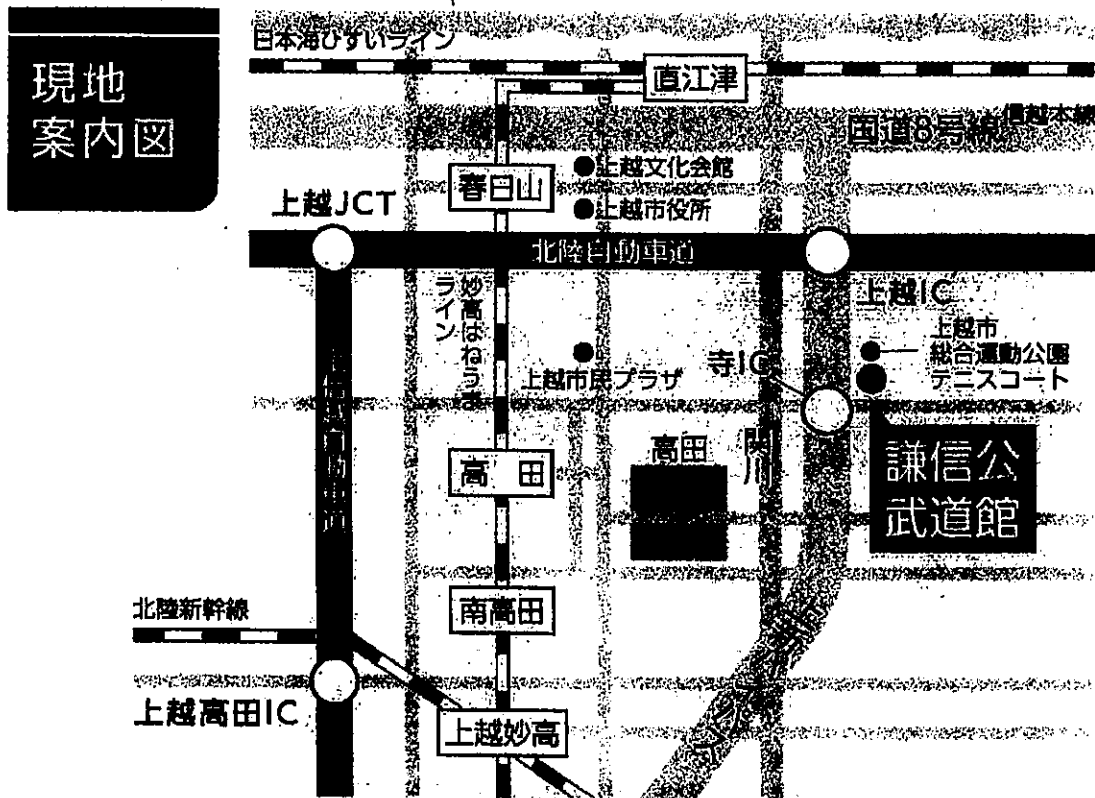 現地
案内図
日本海ひすいライン
直江津
信越本線
国道8号線
春日山
上越文化会館
上越市役所
上越JCT
北陸自動車道
上越IC
妙高はねうま
ライン
上越市
総合運動公園
テニスコート
上越市民プラザ
寺IC
高田
関川
謙信公
武道館
高田
北陸新幹線
南高田
上越高田IC
上越妙高